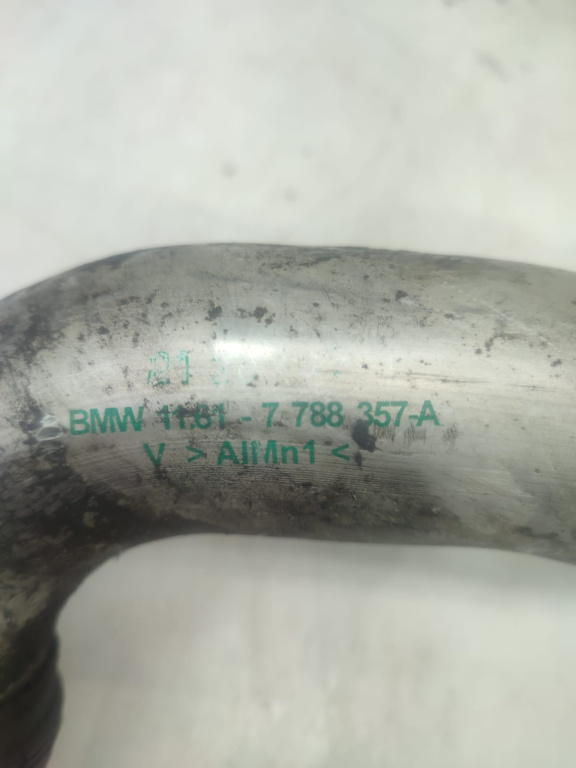 BMW 11.61 - 7 788 357-A
V > AlMn1 <